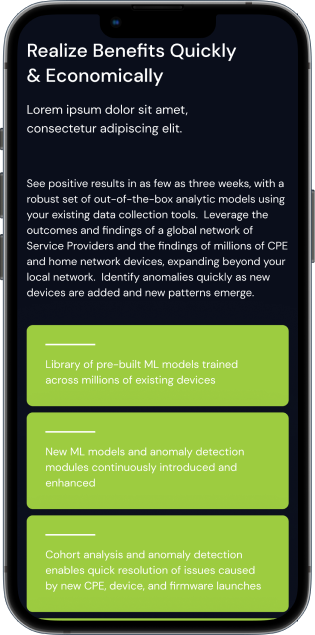 Realize Benefits Quickly
& Economically
Lorem ipsum dolor sit amet,
consectetur adipiscing elit.
See positive results in as few as three weeks, with a
robust set of out-of-the-box analytic models using
your existing data collection tools.  Leverage the
outcomes and findings of a global network of
Service Providers and the findings of millions of CPE
and home network devices, expanding beyond your
local network.  Identify anomalies quickly as new
devices are added and new patterns emerge.
Library of pre-built ML models trained
across millions of existing devices
New ML models and anomaly detection
modules continuously introduced and
enhanced
Cohort analysis and anomaly detection
enables quick resolution of issues caused
by new CPE, device, and firmware launches